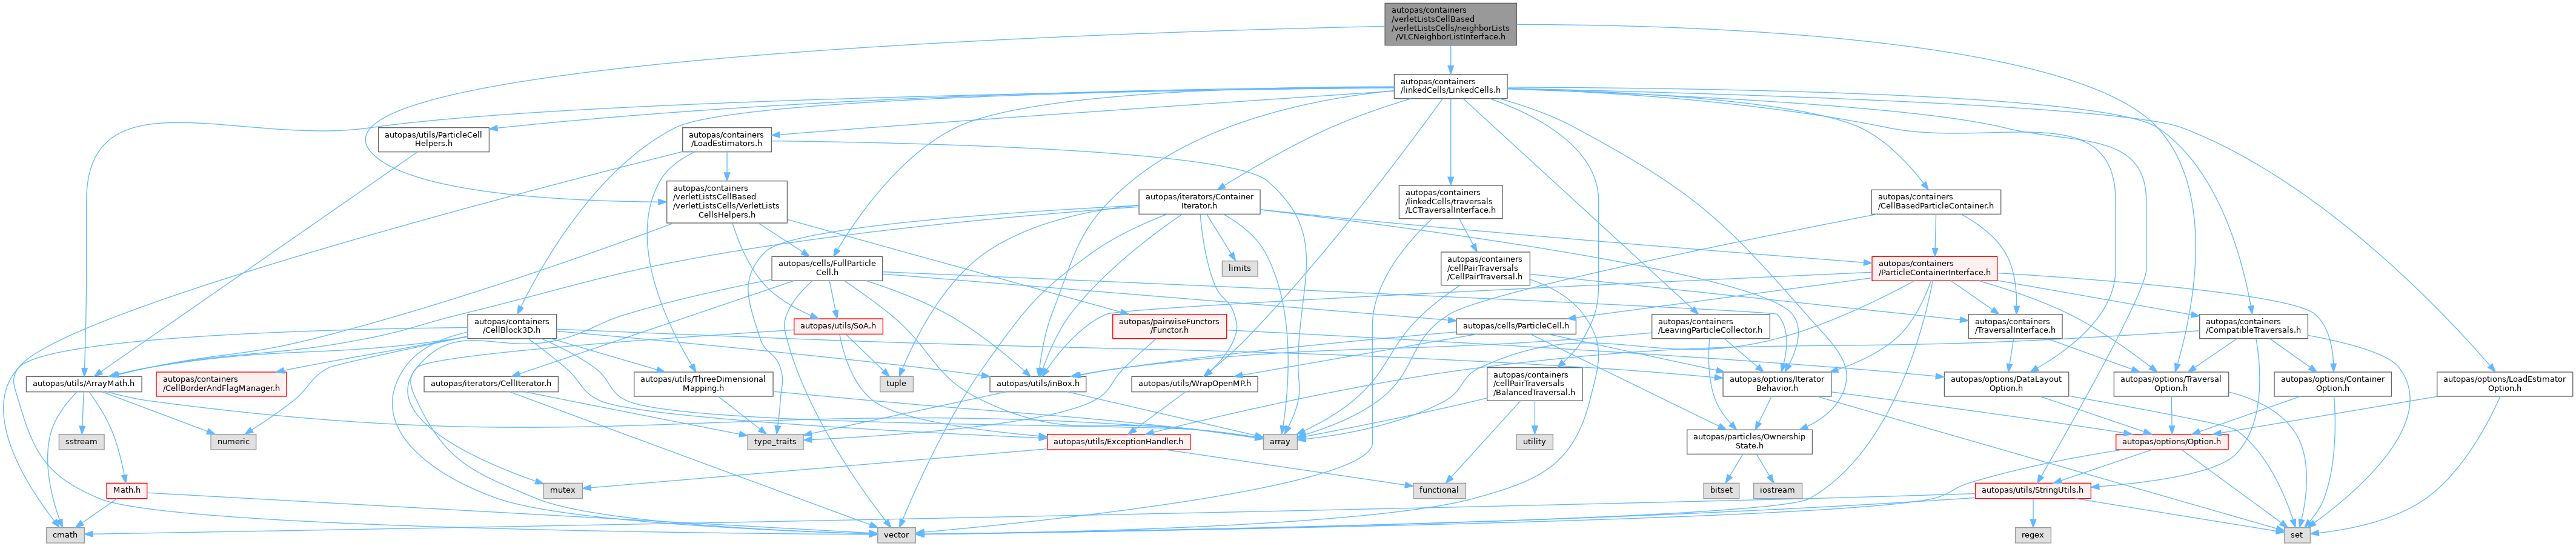 autopas/containers
/verletListsCellBased
/verletListsCells/neighborLists
/VLCNeighborListInterface.h
autopas/containers
/linkedCells/LinkedCells.h
autopas/utils/ParticleCell
Helpers.h
autopas/containers
/LoadEstimators.h
autopas/containers
/verletListsCellBased
/verletListsCells/VerletLists
CellsHelpers.h
autopas/iterators/Container
Iterator.h
autopas/containers
/linkedCells/traversals
/LCTraversalInterface.h
autopas/containers
/CellBasedParticleContainer.h
autopas/cells/FullParticle
Cell.h
limits
autopas/containers
/cellPairTraversals
/CellPairTraversal.h
autopas/containers
/ParticleContainerInterface.h
autopas/containers
/CellBlock3D.h
autopas/utils/SoA.h
autopas/pairwiseFunctors
/Functor.h
autopas/cells/ParticleCell.h
autopas/containers
/LeavingParticleCollector.h
autopas/containers
/TraversalInterface.h
autopas/containers
/CompatibleTraversals.h
autopas/utils/ArrayMath.h
autopas/containers
/CellBorderAndFlagManager.h
autopas/iterators/CellIterator.h
autopas/utils/ThreeDimensional
Mapping.h
tuple
autopas/utils/inBox.h
autopas/utils/WrapOpenMP.h
autopas/containers
/cellPairTraversals
/BalancedTraversal.h
autopas/options/Iterator
Behavior.h
autopas/options/DataLayout
Option.h
autopas/options/Traversal
Option.h
autopas/options/Container
Option.h
autopas/options/LoadEstimator
Option.h
sstream
numeric
type_traits
autopas/utils/ExceptionHandler.h
array
utility
autopas/particles/Ownership
State.h
autopas/options/Option.h
Math.h
mutex
functional
bitset
iostream
autopas/utils/StringUtils.h
cmath
vector
regex
set